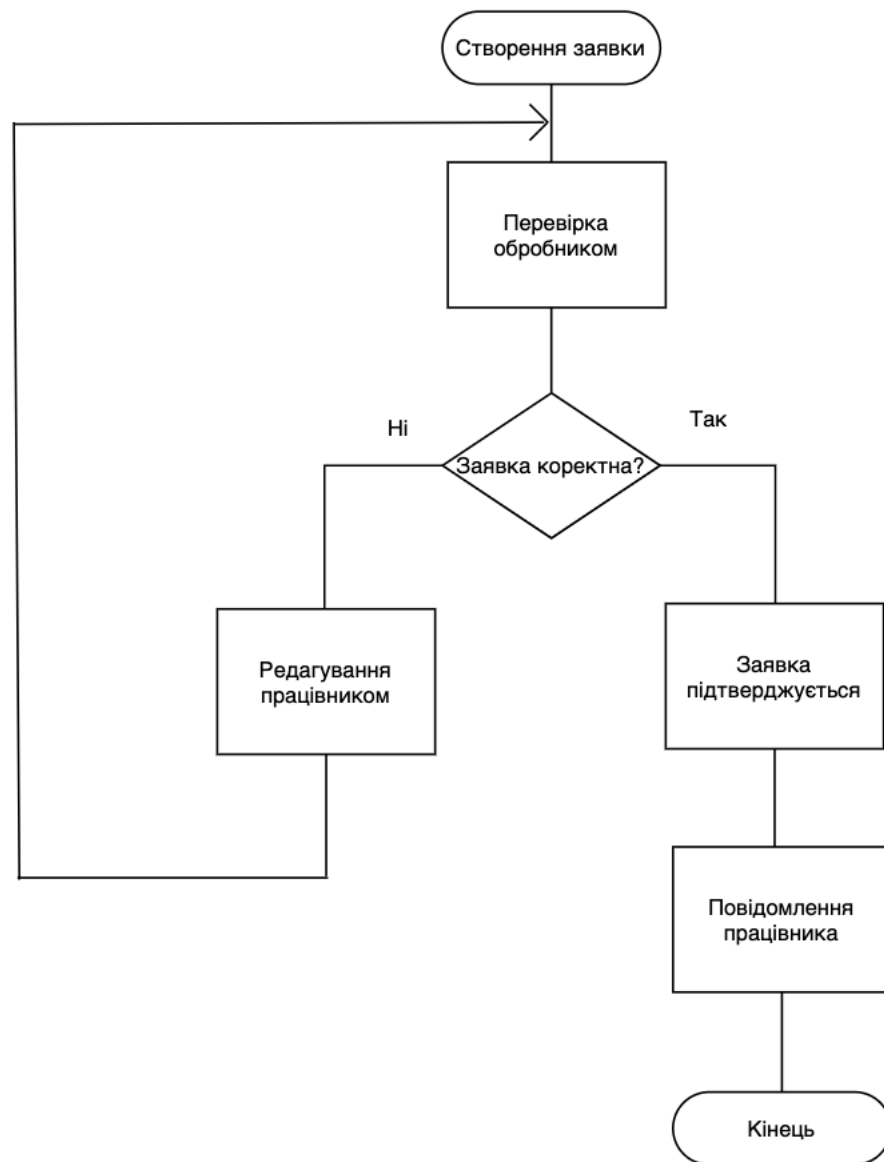 Створення заявки
Перевірка
обробником
Ні
Так
Заявка коректна?
Редагування
працівником
Заявка
підтверджується
Повідомлення
працівника
Кінець